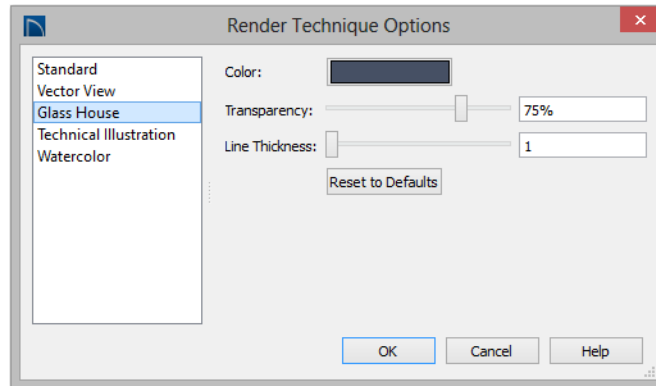 Render Technique Options
Standard
Vector View
Glass House
Technical Illustration
Watercolor
Color:
Transparency: 75%
Line Thickness: 1
Reset to Defaults
OK Cancel Help